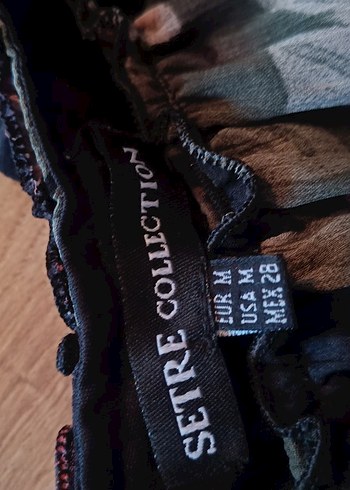 SETRE COLLECTION
EUR M
USA M
MEX 28